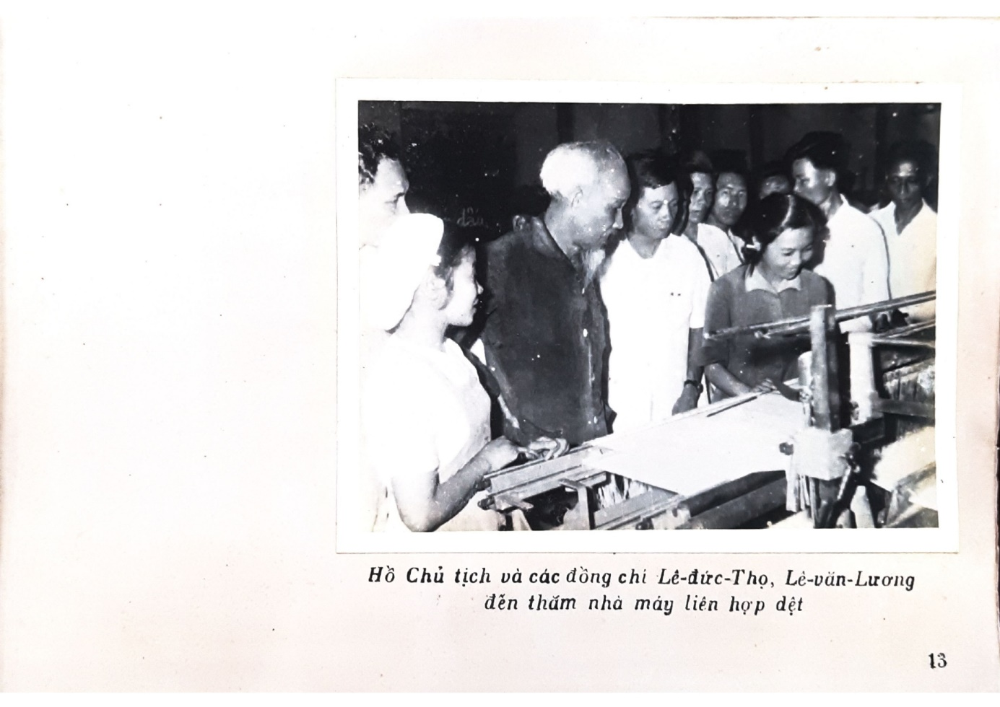 dấu
Hồ Chủ tịch và các đồng chí Lê-đức-Thọ, Lê-văn-Lương
đến thăm nhà máy liên hợp dệt
13